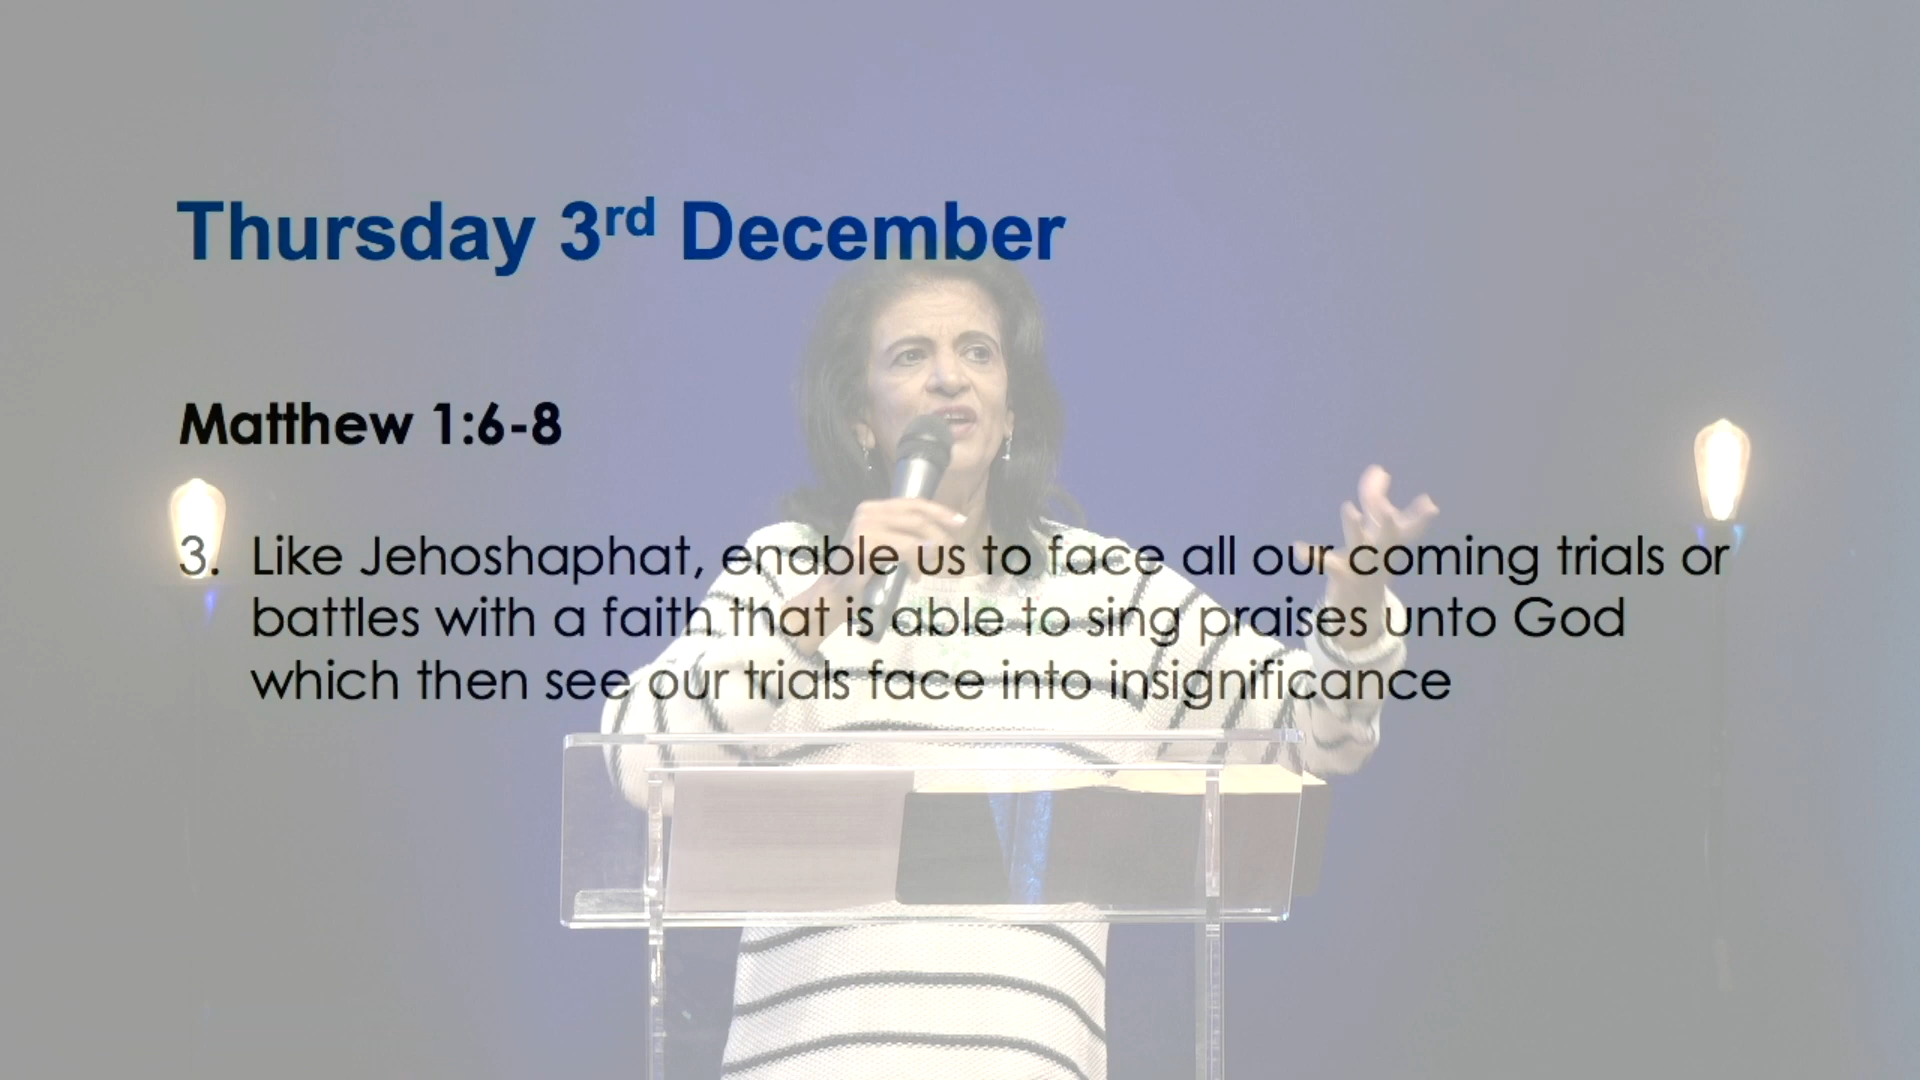 Thursday 3rd December
Matthew 1:6-8
3. Like Jehoshaphat, enable us to face all our coming trials or
battles with a faith that is able to sing praises unto God
which then see our trials face into insignificance